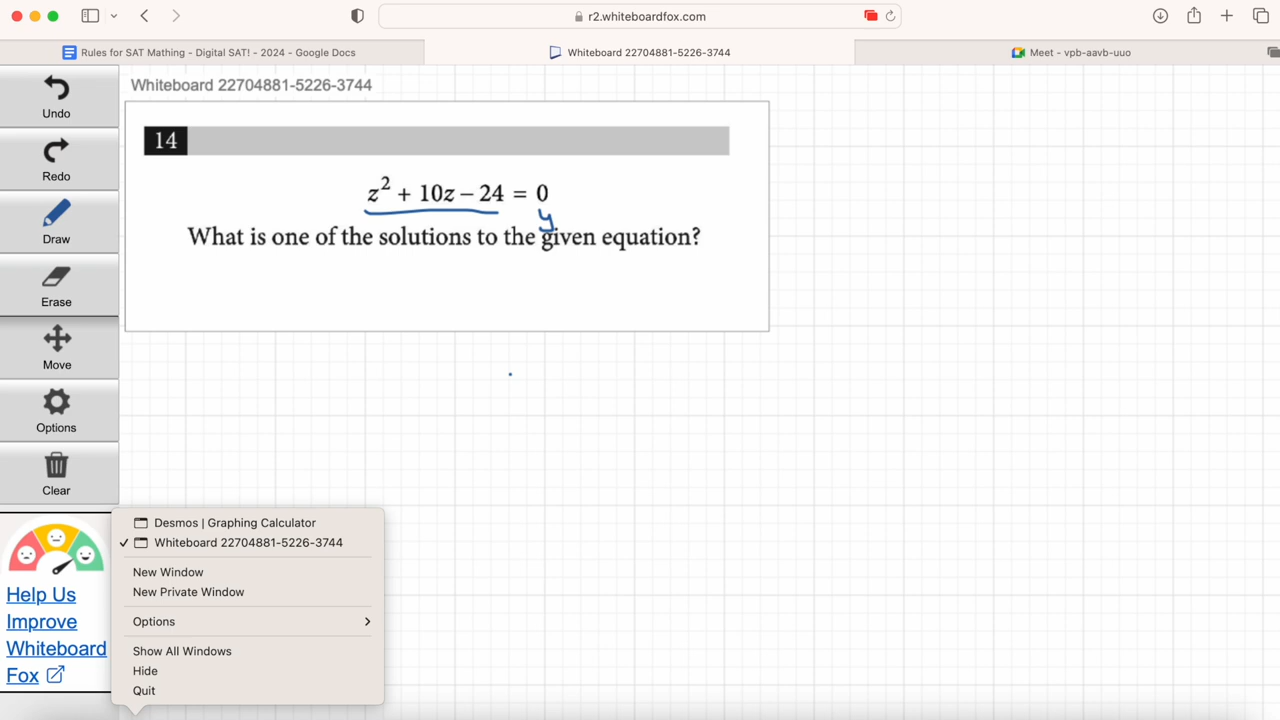 r2.whiteboardfox.com
Rules for SAT Mathing - Digital SAT! - 2024 - Google Docs
Whiteboard 22704881-5226-3744
Meet - vpb-aavb-uuo
Undo
Redo
Draw
Erase
Move
Options
Clear
Help Us
Improve
Whiteboard
Fox
Whiteboard 22704881-5226-3744
14
z² + 10z − 24 = 0
y
What is one of the solutions to the given equation?
Desmos | Graphing Calculator
✓ Whiteboard 22704881-5226-3744
New Window
New Private Window
Options
Show All Windows
Hide
Quit